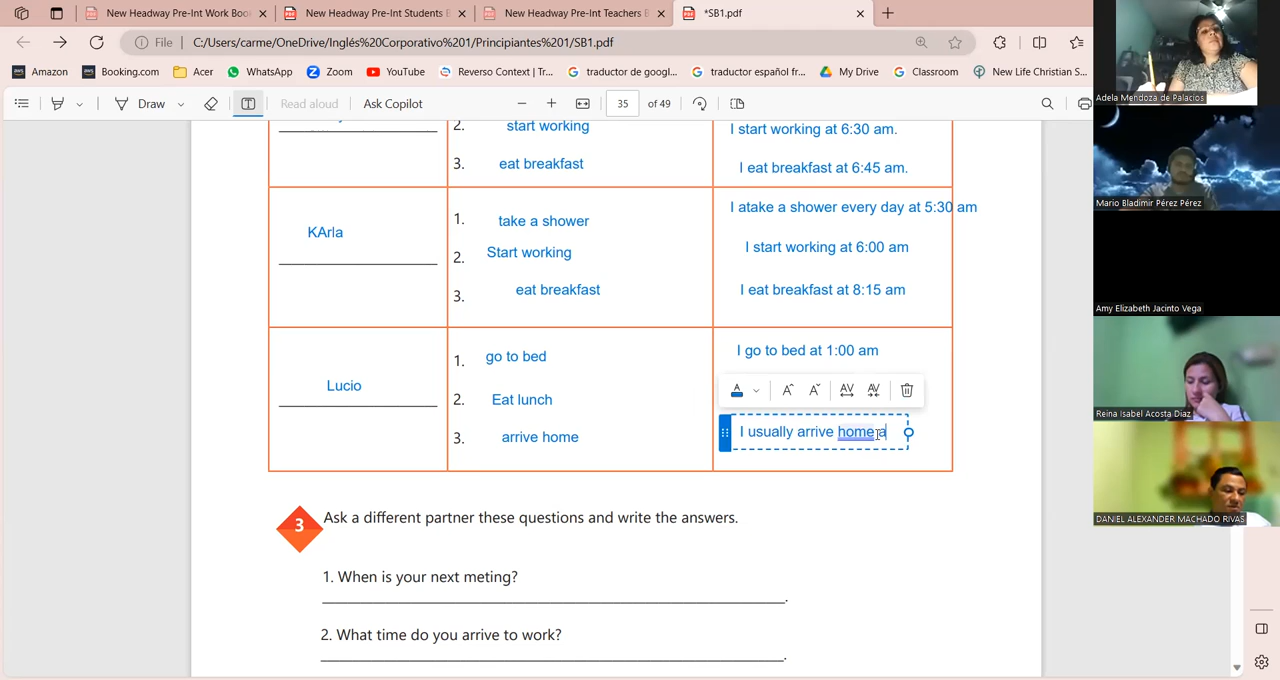 New Headway Pre-Int Work Boo
New Headway Pre-Int Students B
New Headway Pre-Int Teachers B
*SB1.pdf
File
C:/Users/carme/OneDrive/Inglés%20Corporativo%201/Principiantes%201/SB1.pdf
Amazon
Booking.com
Acer
WhatsApp
Zoom
YouTube
Reverso Context | Tr...
traductor de googl...
traductor español fr...
My Drive
Classroom
New Life Christian S...
Draw
Read aloud
Ask Copilot
35
of 49
2. start working
I start working at 6:30 am.
3. eat breakfast
I eat breakfast at 6:45 am.
KArla
1. take a shower
I atake a shower every day at 5:30 am
2. Start working
I start working at 6:00 am
3. eat breakfast
I eat breakfast at 8:15 am
Lucio
1. go to bed
I go to bed at 1:00 am
2. Eat lunch
3. arrive home
I usually arrive home a
3
Ask a different partner these questions and write the answers.
1. When is your next meting?
2. What time do you arrive to work?
Adela Mendoza de Palacios
Mario Bladimir Pérez Pérez
Amy Elizabeth Jacinto Vega
Reina Isabel Acosta Diaz
DANIEL ALEXANDER MACHADO RIVAS